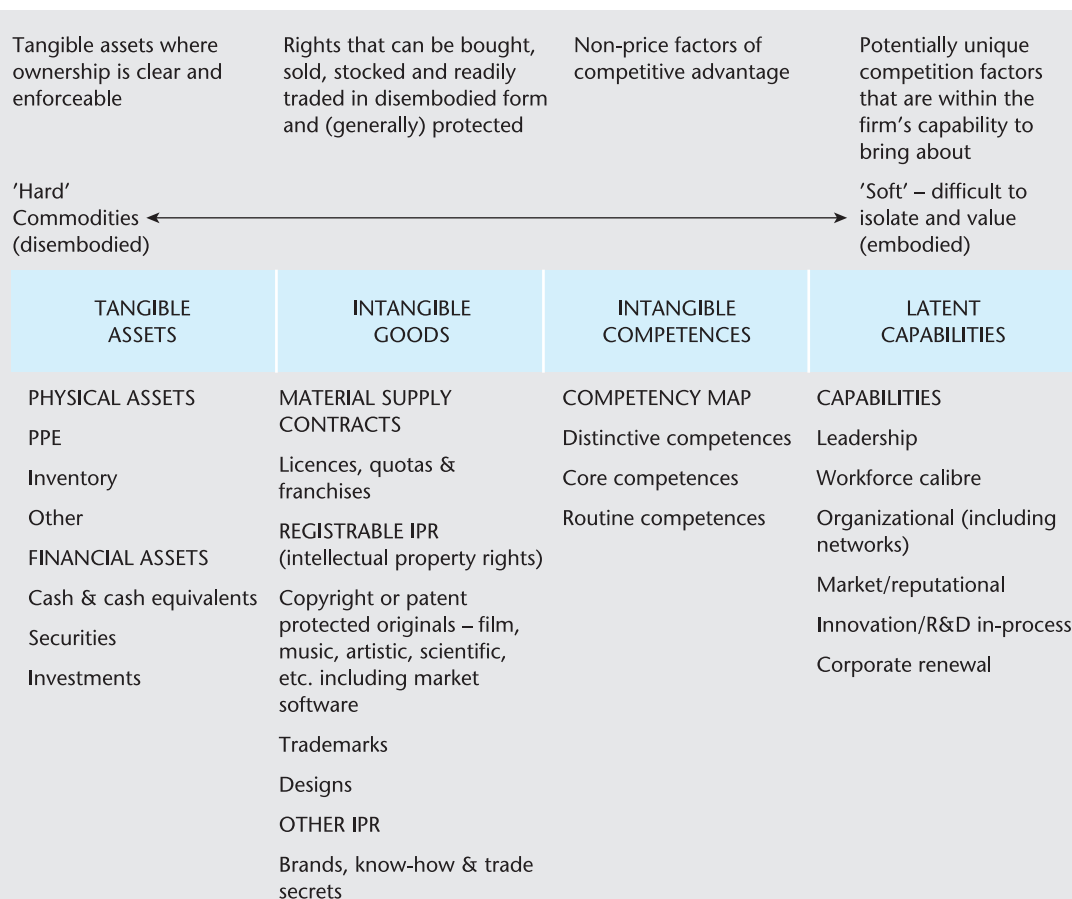 Tangible assets where
ownership is clear and
enforceable
Rights that can be bought,
sold, stocked and readily
traded in disembodied form
and (generally) protected
Non-price factors of
competitive advantage
Potentially unique
competition factors
that are within the
firm's capability to
bring about
'Hard'
Commodities
(disembodied)
'Soft' – difficult to
isolate and value
(embodied)
TANGIBLE
ASSETS
INTANGIBLE
GOODS
INTANGIBLE
COMPETENCES
LATENT
CAPABILITIES
PHYSICAL ASSETS
PPE
Inventory
Other
FINANCIAL ASSETS
Cash & cash equivalents
Securities
Investments
MATERIAL SUPPLY
CONTRACTS
Licences, quotas &
franchises
REGISTRABLE IPR
(intellectual property rights)
Copyright or patent
protected originals – film,
music, artistic, scientific,
etc. including market
software
Trademarks
Designs
OTHER IPR
Brands, know-how & trade
secrets
COMPETENCY MAP
Distinctive competences
Core competences
Routine competences
CAPABILITIES
Leadership
Workforce calibre
Organizational (including
networks)
Market/reputational
Innovation/R&D in-process
Corporate renewal